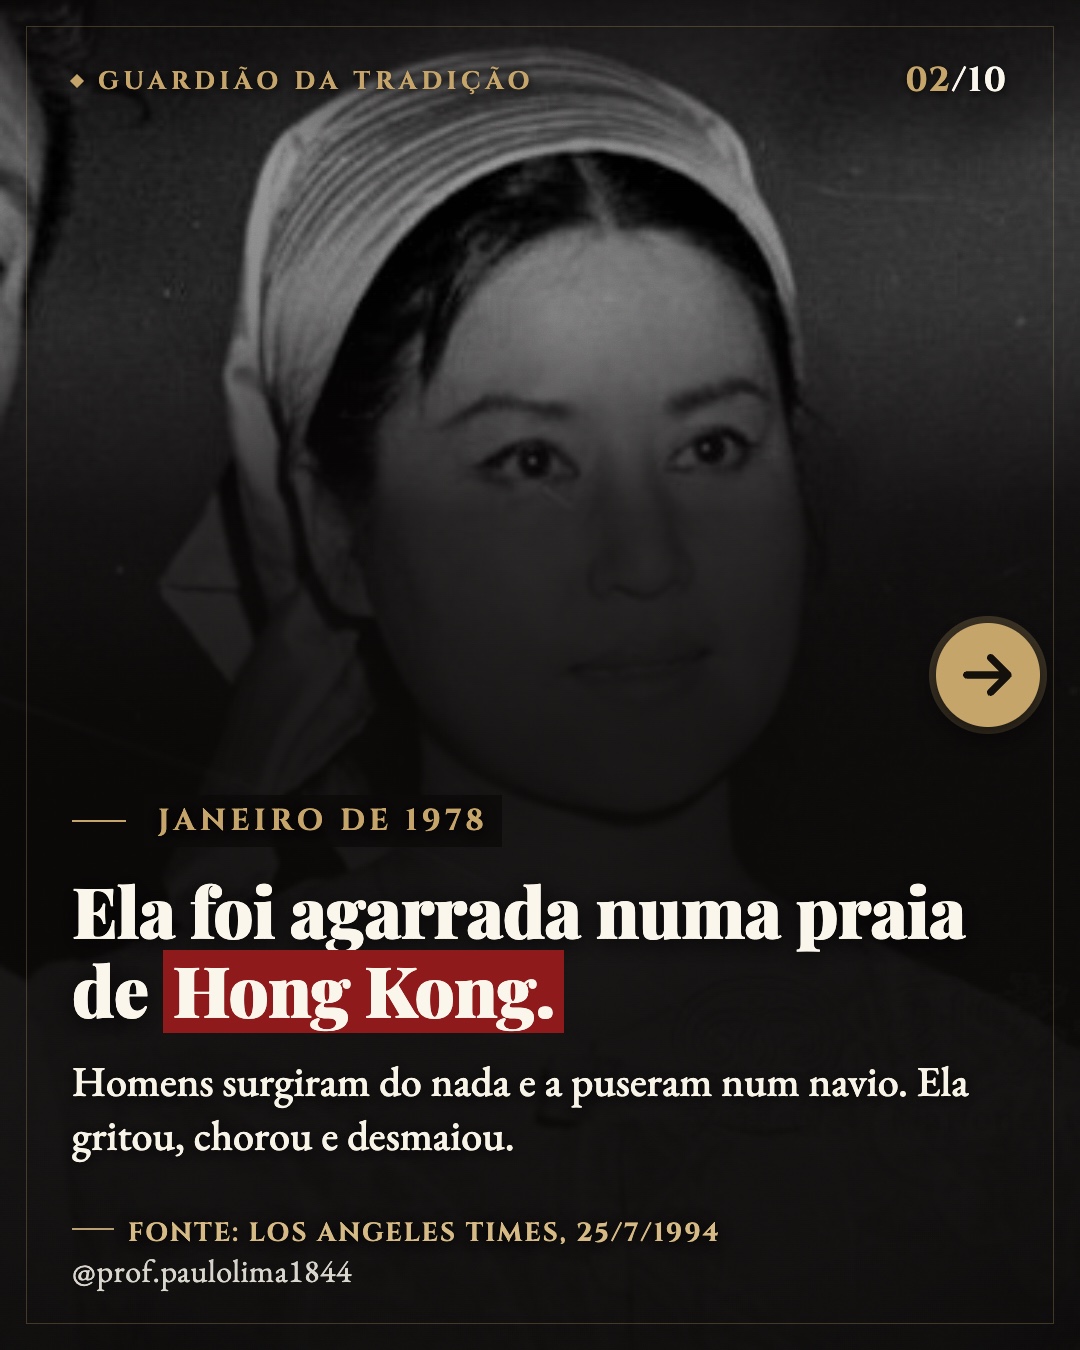 GUARDIÃO DA TRADIÇÃO
02/10
JANEIRO DE 1978
Ela foi agarrada numa praia
de Hong Kong.
Homens surgiram do nada e a puseram num navio. Ela
gritou, chorou e desmaiou.
FONTE: LOS ANGELES TIMES, 25/7/1994
@prof.paulolima1844